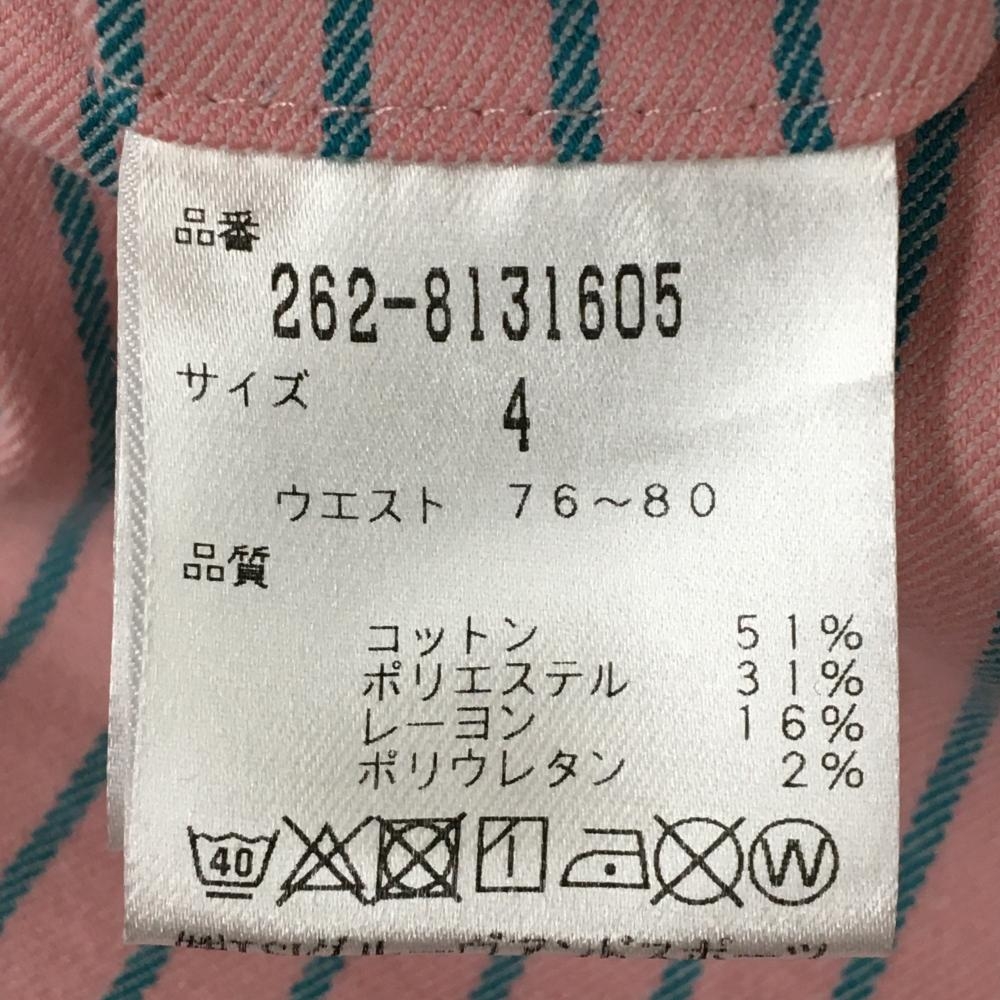 品番
262-8131605
サイズ
4
ウエスト 76〜80
品質
コットン 51%
ポリエステル 31%
レーヨン 16%
ポリウレタン 2%
40
W